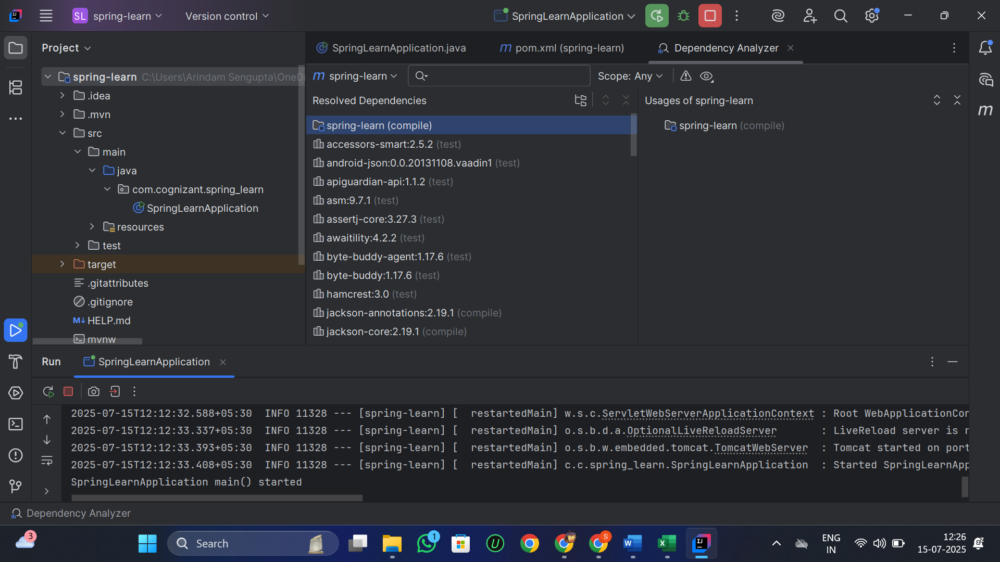 SL spring-learn Version control SpringLearnApplication
Project
spring-learn C:\Users\Arindam Sengupta\OneD
.idea
.mvn
src
main
java
com.cognizant.spring_learn
SpringLearnApplication
resources
test
target
.gitattributes
.gitignore
M↓ HELP.md
mvnw
SpringLearnApplication.java m pom.xml (spring-learn) Dependency Analyzer
m spring-learn Scope: Any
Resolved Dependencies
spring-learn (compile)
accessors-smart:2.5.2 (test)
android-json:0.0.20131108.vaadin1 (test)
apiguardian-api:1.1.2 (test)
asm:9.7.1 (test)
assertj-core:3.27.3 (test)
awaitility:4.2.2 (test)
byte-buddy-agent:1.17.6 (test)
byte-buddy:1.17.6 (test)
hamcrest:3.0 (test)
jackson-annotations:2.19.1 (compile)
jackson-core:2.19.1 (compile)
Usages of spring-learn
spring-learn (compile)
m
Run SpringLearnApplication
2025-07-15T12:12:32.588+05:30 INFO 11328 --- [spring-learn] [ restartedMain] w.s.c.ServletWebServerApplicationContext : Root WebApplicationCon
2025-07-15T12:12:33.337+05:30 INFO 11328 --- [spring-learn] [ restartedMain] o.s.b.d.a.OptionalLiveReloadServer : LiveReload server is r
2025-07-15T12:12:33.393+05:30 INFO 11328 --- [spring-learn] [ restartedMain] o.s.b.w.embedded.tomcat.TomcatWebServer : Tomcat started on port
2025-07-15T12:12:33.408+05:30 INFO 11328 --- [spring-learn] [ restartedMain] c.c.spring_learn.SpringLearnApplication : Started SpringLearnApp
SpringLearnApplication main() started
Dependency Analyzer
3
Search
1
S
ENG
IN
12:26
15-07-2025